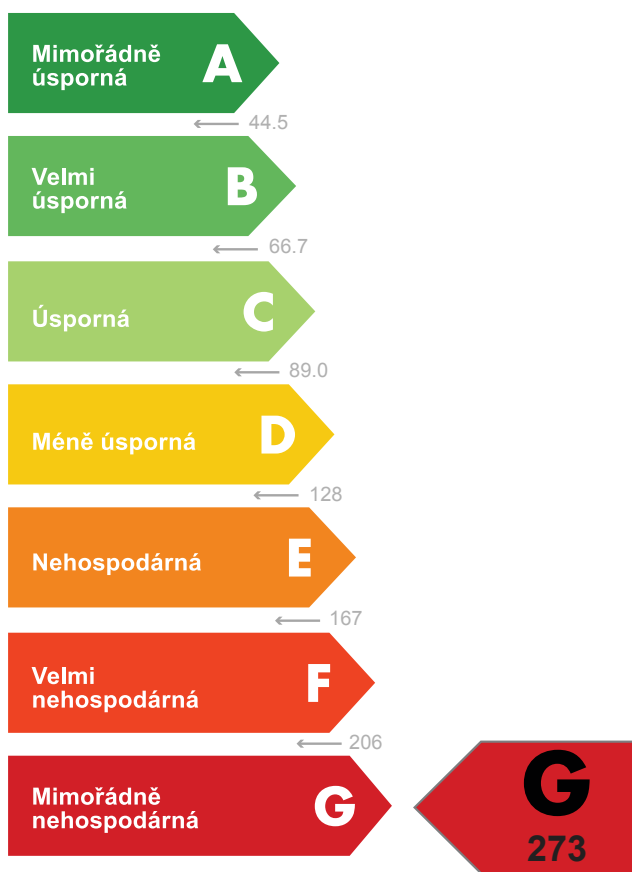 Mimořádně
úsporná
A
← 44.5
Velmi
úsporná
B
← 66.7
Úsporná
C
← 89.0
Méně úsporná
D
← 128
Nehospodárná
E
← 167
Velmi
nehospodárná
F
← 206
Mimořádně
nehospodárná
G
G
273